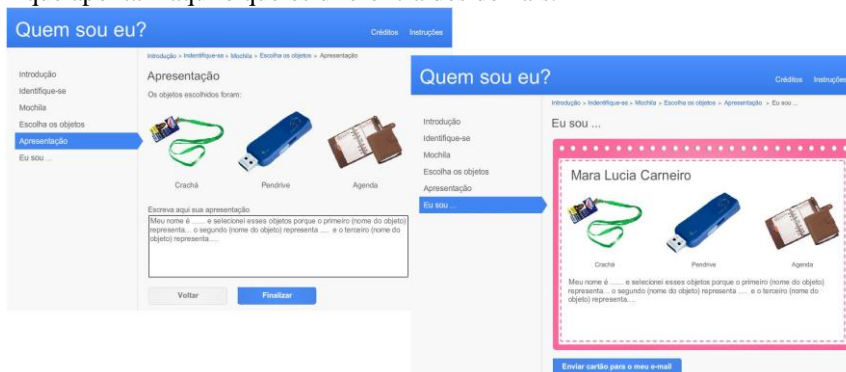 Quem sou eu?
Créditos Instruções
Introdução » Indentifique-se » Mochila » Escolha os objetos » Apresentação
Introdução
Identifique-se
Mochila
Escolha os objetos
Apresentação
Eu sou ...
Apresentação
Os objetos escolhidos foram:
Crachá Pendrive Agenda
Escreva aqui sua apresentação
Meu nome é ....... e selecionei esses objetos porque o primeiro (nome do objeto)
representa... o segundo (nome do objeto) representa ..... e o terceiro (nome do
objeto) representa....
Voltar Finalizar
Quem sou eu?
Créditos Instruções
Introdução » Indentifique-se » Mochila » Escolha os objetos » Apresentação » Eu sou ...
Introdução
Identifique-se
Mochila
Escolha os objetos
Apresentação
Eu sou ...
Eu sou ...
Mara Lucia Carneiro
Crachá Pendrive Agenda
Meu nome é ....... e selecionei esses objetos porque o primeiro (nome do objeto)
representa... o segundo (nome do objeto) representa ..... e o terceiro (nome do
objeto) representa....
Enviar cartão para o meu e-mail